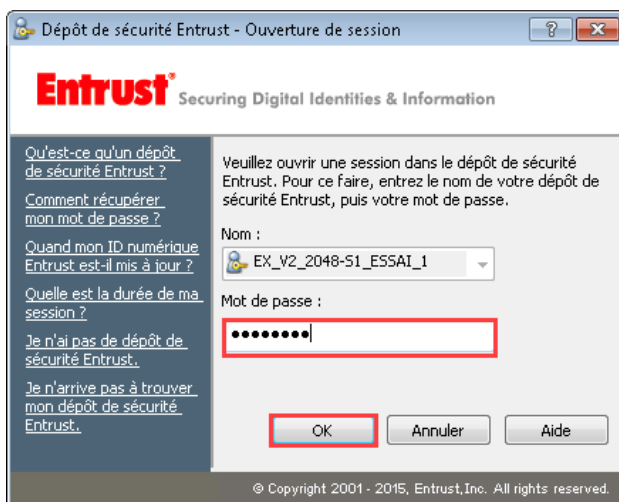 Dépôt de sécurité Entrust - Ouverture de session
Entrust® Securing Digital Identities & Information
Qu'est-ce qu'un dépôt
de sécurité Entrust ?
Comment récupérer
mon mot de passe ?
Quand mon ID numérique
Entrust est-il mis à jour ?
Quelle est la durée de ma
session ?
Je n'ai pas de dépôt de
sécurité Entrust.
Je n'arrive pas à trouver
mon dépôt de sécurité
Entrust.
Veuillez ouvrir une session dans le dépôt de sécurité
Entrust. Pour ce faire, entrez le nom de votre dépôt de
sécurité Entrust, puis votre mot de passe.
Nom :
EX_V2_2048-S1_ESSAI_1
Mot de passe :
●●●●●●●●
OK Annuler Aide
© Copyright 2001 - 2015, Entrust,Inc. All rights reserved.